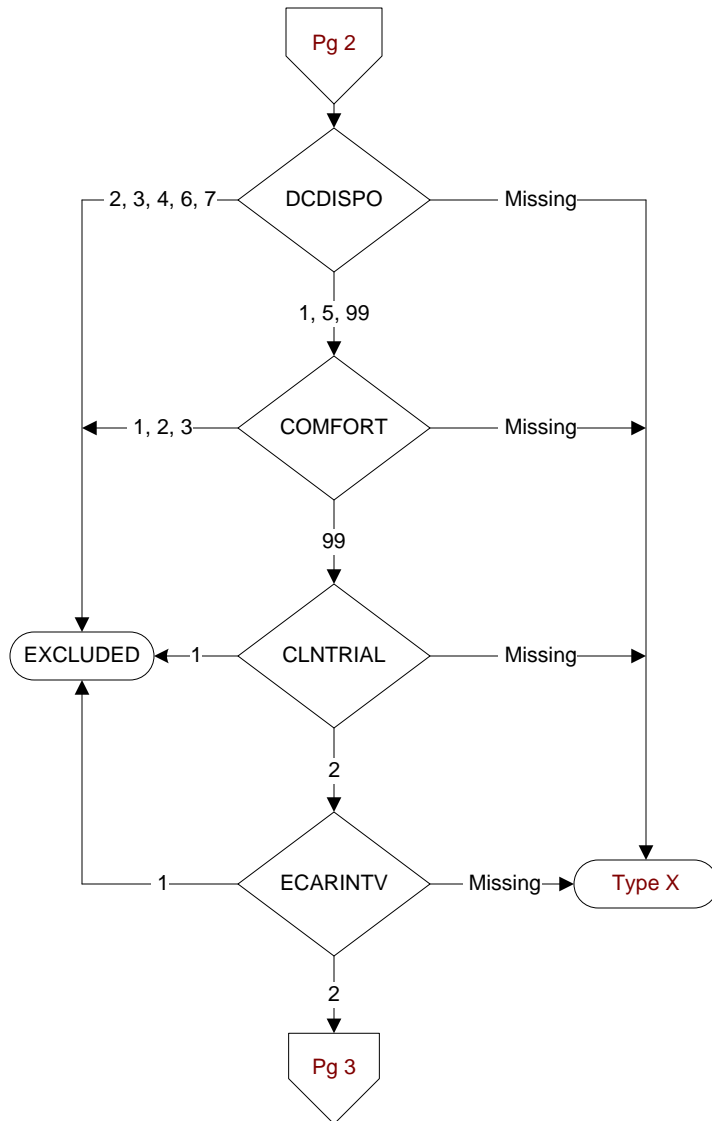 Pg 2
2, 3, 4, 6, 7
DCDISPO
Missing
1, 5, 99
1, 2, 3
COMFORT
Missing
99
EXCLUDED
1
CLNTRIAL
Missing
2
1
ECARINTV
Missing
Type X
2
Pg 3